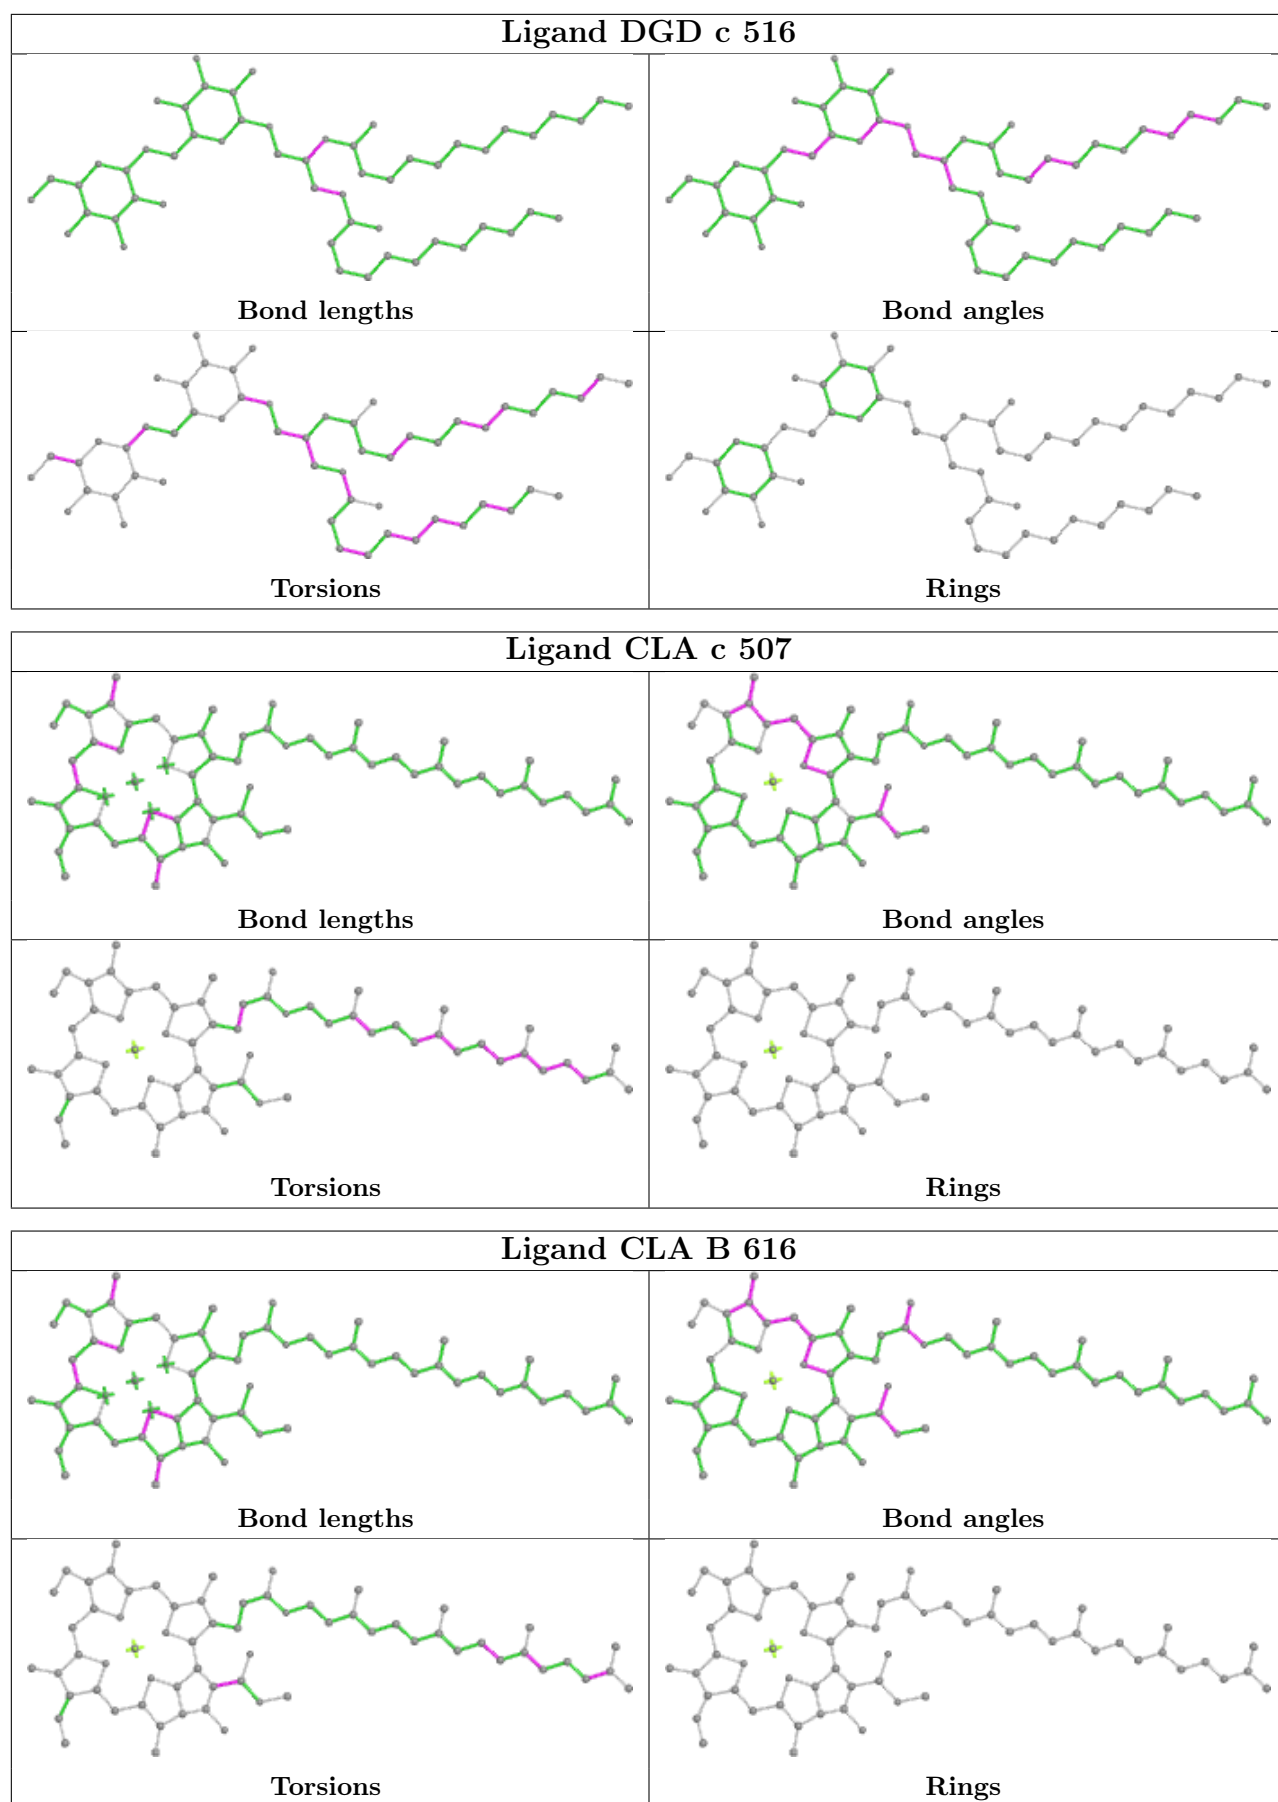 Ligand DGD c 516
Bond lengths
Bond angles
Torsions
Rings
Ligand CLA c 507
Bond lengths
Bond angles
Torsions
Rings
Ligand CLA B 616
Bond lengths
Bond angles
Torsions
Rings